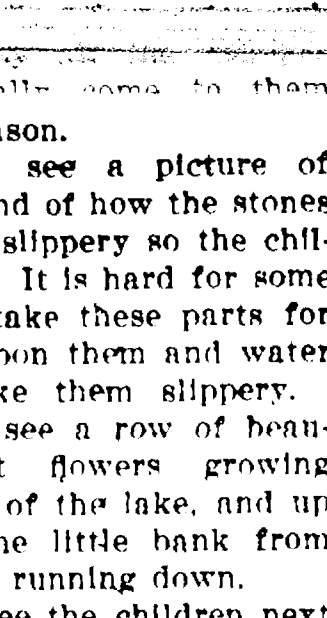 come to them
ason.
see a picture of
nd of how the stones
slippery so the chil-
It is hard for some
take these parts for
pon them and water
ke them slippery.
see a row of beau-
t flowers growing
of the lake, and up
he little bank from
running down.
ee the children next